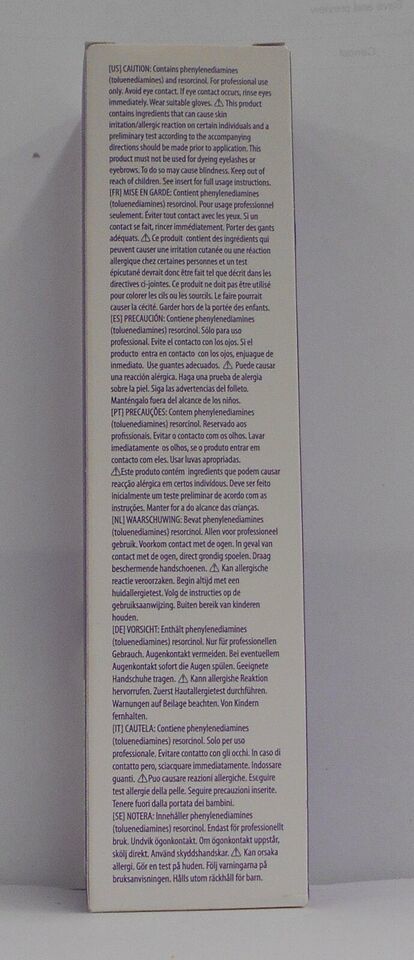 [US] CAUTION: Contains phenylenediamines
(toluenediamines) and resorcinol. For professional use
only. Avoid eye contact. If eye contact occurs, rinse eyes
immediately. Wear suitable gloves. ⚠ This product
contains ingredients that can cause skin
irritation/allergic reaction on certain individuals and a
preliminary test according to the accompanying
directions should be made prior to application. This
product must not be used for dyeing eyelashes or
eyebrows. To do so may cause blindness. Keep out of
reach of children. See insert for full usage instructions.
[FR] MISE EN GARDE: Contient phenylenediamines
(toluenediamines) resorcinol. Pour usage professionnel
seulement. Éviter tout contact avec les yeux. Si un
contact se fait, rincer immédiatement. Porter des gants
adéquats. ⚠ Ce produit contient des ingrédients qui
peuvent causer une irritation cutanée ou une réaction
allergique chez certaines personnes et un test
épicutané devrait donc être fait tel que décrit dans les
directives ci-jointes. Ce produit ne doit pas être utilisé
pour colorer les cils ou les sourcils. Le faire pourrait
causer la cécité. Garder hors de la portée des enfants.
[ES] PRECAUCIÓN: Contiene phenylenediamines
(toluenediamines) resorcinol. Sólo para uso
professional. Evite el contacto con los ojos. Si el
producto entra en contacto con los ojos, enjuague de
inmediato. Use guantes adecuados. ⚠ Puede causar
una reacción alérgica. Haga una prueba de alergia
sobre la piel. Siga las advertencias del folleto.
Manténgalo fuera del alcance de los niños.
[PT] PRECAUÇÕES: Contem phenylenediamines
(toluenediamines) resorcinol. Reservado aos
profissionais. Evitar o contacto com os olhos. Lavar
imediatamente os olhos, se o produto entrar em
contacto com eles. Usar luvas apropriadas.
⚠Este produto contém ingredients que podem causar
reacção alérgica em certos indivíduos. Deve ser feito
inicialmente um teste preliminar de acordo com as
instruções. Manter for a do alcance das crianças.
[NL] WAARSCHUWING: Bevat phenylenediamines
(toluenediamines) resorcinol. Allen voor professioneel
gebruik. Voorkom contact met de ogen. In geval van
contact met de ogen, direct grondig spoelen. Draag
beschermende handschoenen. ⚠ Kan allergische
reactie veroorzaken. Begin altijd met een
huidallergietest. Volg de instructies op de
gebruiksaanwijzing. Buiten bereik van kinderen
houden.
[DE] VORSICHT: Enthält phenylenediamines
(toluenediamines) resorcinol. Nur für professionellen
Gebrauch. Augenkontakt vermeiden. Bei eventuellem
Augenkontakt sofort die Augen spülen. Geeignete
Handschuhe tragen. ⚠ Kann allergishe Reaktion
hervorrufen. Zuerst Hautallergietest durchführen.
Warnungen auf Beilage beachten. Von Kindern
fernhalten.
[IT] CAUTELA: Contiene phenylenediamines
(toluenediamines) resorcinol. Solo per uso
professionale. Evitare contatto con gli occhi. In caso di
contatto pero, sciacquare immediatamente. Indossare
guanti. ⚠Puo causare reazioni allergiche. Eseguire
test allergie della pelle. Seguire precauzioni inserite.
Tenere fuori dalla portata dei bambini.
[SE] NOTERA: Innehåller phenylenediamines
(toluenediamines) resorcinol. Endast för professionellt
bruk. Undvik ögonkontakt. Om ögonkontakt uppstår,
skölj direkt. Använd skyddshandskar. ⚠ Kan orsaka
allergi. Gör en test på huden. Följ varningarna på
bruksanvisningen. Hålls utom räckhåll för barn.